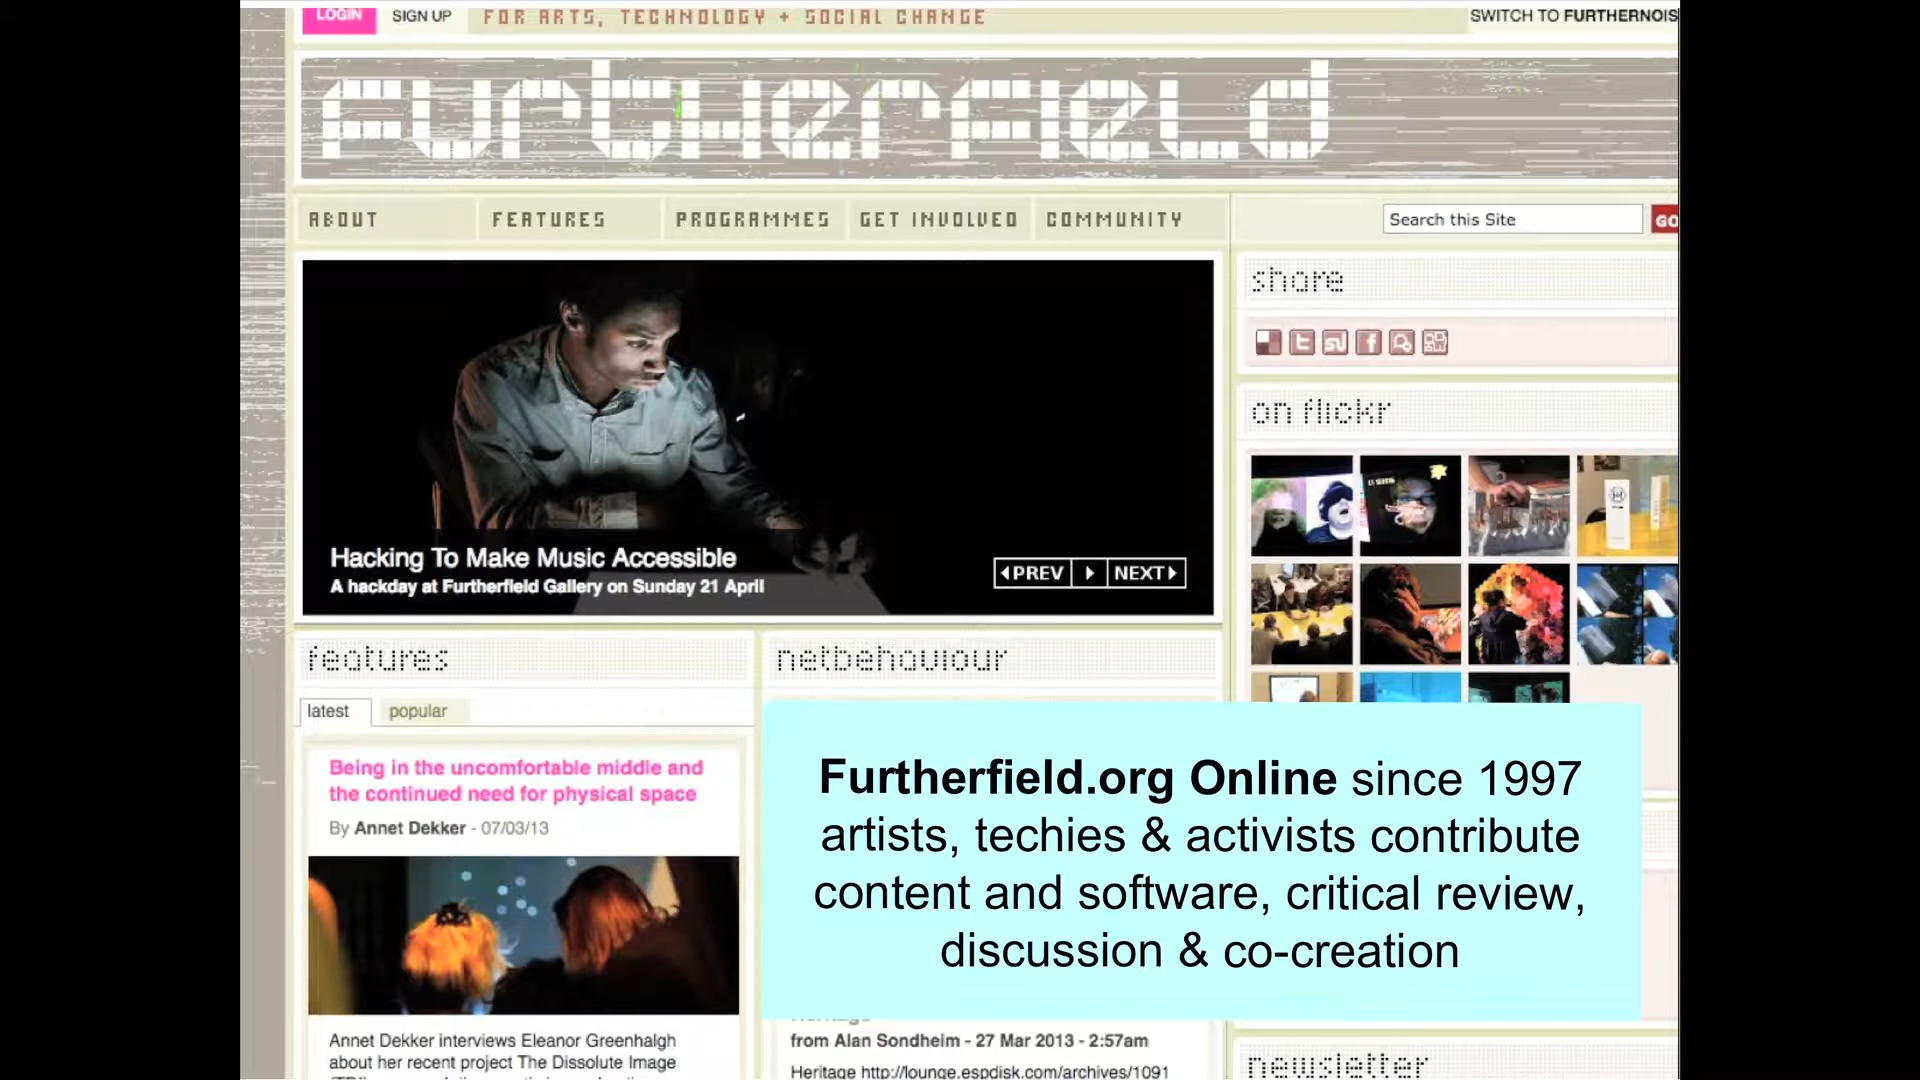 LOGIN
SIGN UP
FOR ARTS, TECHNOLOGY + SOCIAL CHANGE
SWITCH TO FURTHERNOIS
FurtHerField
ABOUT
FEATURES
PROGRAMMES
GET INVOLVED
COMMUNITY
Search this Site
GO
share
Hacking To Make Music Accessible
A hackday at Furtherfield Gallery on Sunday 21 April
PREV
NEXT
on flickr
features
netbehaviour
latest
popular
Being in the uncomfortable middle and
the continued need for physical space
By Annet Dekker - 07/03/13
Annet Dekker interviews Eleanor Greenhalgh
about her recent project The Dissolute Image
Furtherfield.org Online since 1997
artists, techies & activists contribute
content and software, critical review,
discussion & co-creation
from Alan Sondheim - 27 Mar 2013 - 2:57am
Heritage http://lounge.espdisk.com/archives/1091
newsletter